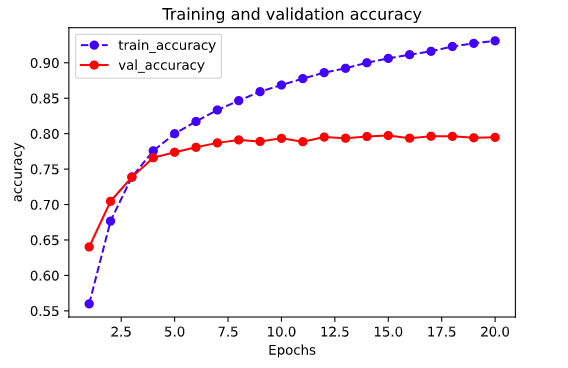 Training and validation accuracy
train_accuracy
val_accuracy
accuracy
0.90
0.85
0.80
0.75
0.70
0.65
0.60
0.55
2.5 5.0 7.5 10.0 12.5 15.0 17.5 20.0
Epochs